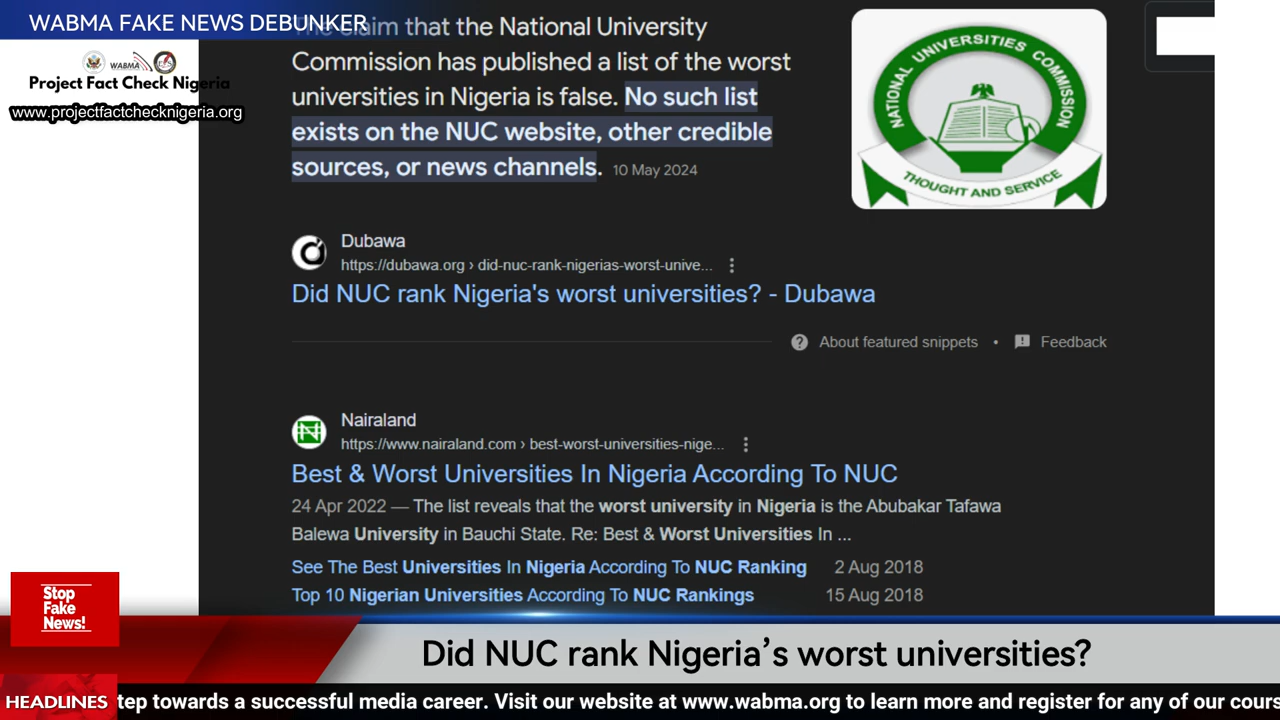 WABMA FAKE NEWS DEBUNKER
WABMA
Project Fact Check Nigeria
www.projectfactchecknigeria.org
The claim that the National University
Commission has published a list of the worst
universities in Nigeria is false. No such list
exists on the NUC website, other credible
sources, or news channels. 10 May 2024
NATIONAL UNIVERSITIES COMMISSION
THOUGHT AND SERVICE
Dubawa
https://dubawa.org › did-nuc-rank-nigerias-worst-unive...
Did NUC rank Nigeria's worst universities? - Dubawa
About featured snippets • Feedback
Nairaland
https://www.nairaland.com › best-worst-universities-nige...
Best & Worst Universities In Nigeria According To NUC
24 Apr 2022 — The list reveals that the worst university in Nigeria is the Abubakar Tafawa
Balewa University in Bauchi State. Re: Best & Worst Universities In ...
See The Best Universities In Nigeria According To NUC Ranking 2 Aug 2018
Top 10 Nigerian Universities According To NUC Rankings 15 Aug 2018
Stop
Fake
News!
Did NUC rank Nigeria’s worst universities?
HEADLINES tep towards a successful media career. Visit our website at www.wabma.org to learn more and register for any of our cours